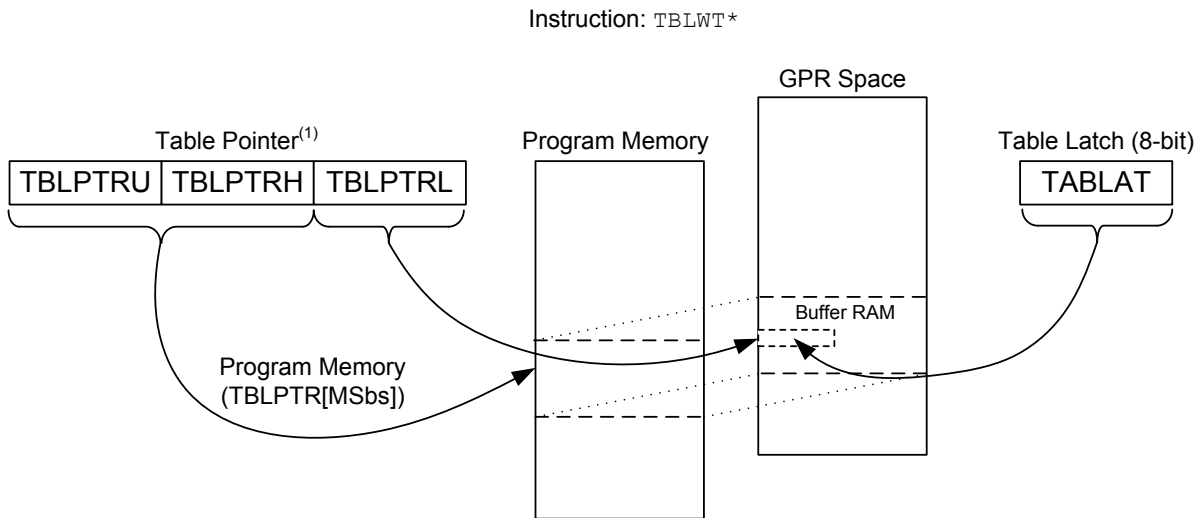 Instruction: TBLWT*
GPR Space
Table Pointer(1)
Program Memory
Table Latch (8-bit)
TBLPTRU TBLPTRH TBLPTRL
TABLAT
Buffer RAM
Program Memory
(TBLPTR[MSbs])